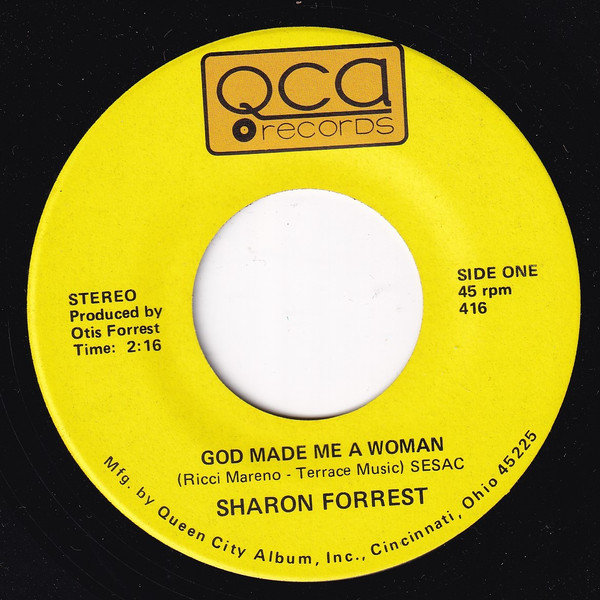 QCA
records
STEREO
Produced by
Otis Forrest
Time: 2:16
SIDE ONE
45 rpm
416
GOD MADE ME A WOMAN
(Ricci Mareno - Terrace Music) SESAC
SHARON FORREST
Mfg. by Queen City Album, Inc., Cincinnati, Ohio 45225